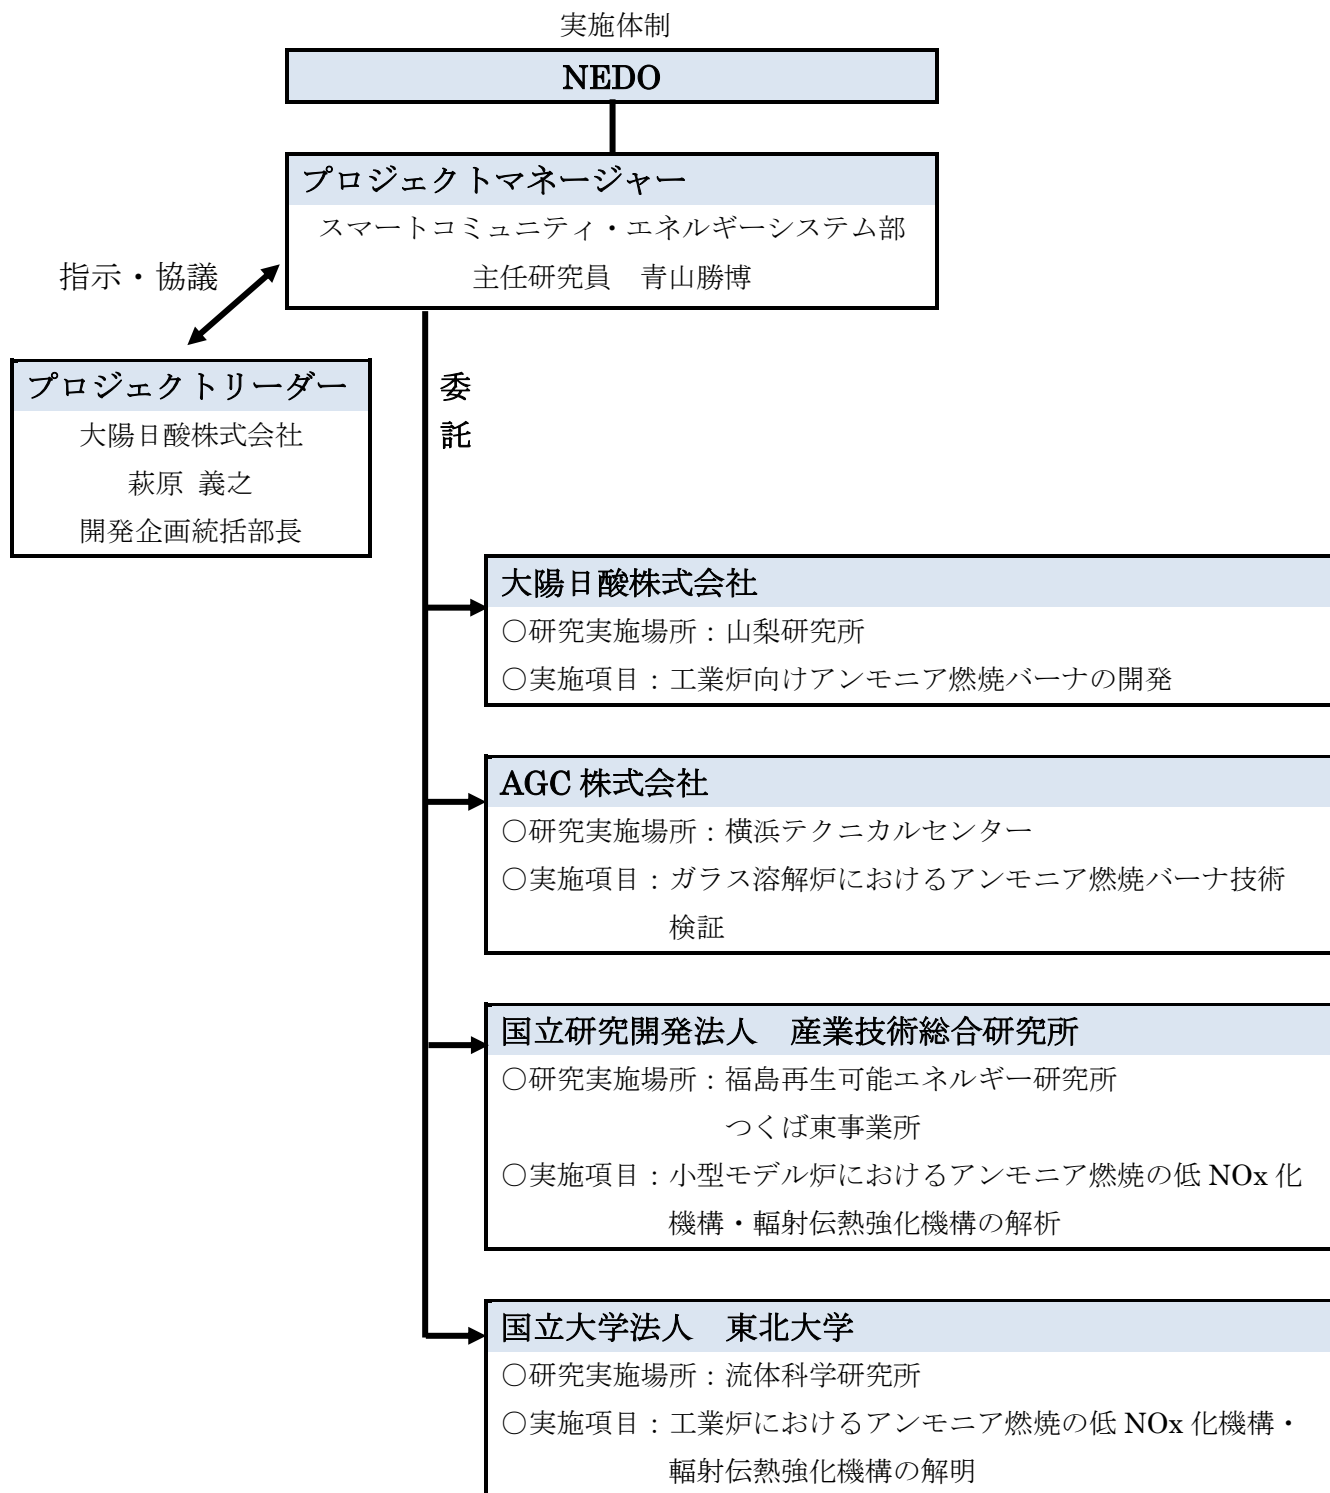 実施体制
NEDO
プロジェクトマネージャー
スマートコミュニティ・エネルギーシステム部
主任研究員　青山勝博
指示・協議
プロジェクトリーダー
大陽日酸株式会社
萩原 義之
開発企画統括部長
委
託
大陽日酸株式会社
○研究実施場所：山梨研究所
○実施項目：工業炉向けアンモニア燃焼バーナの開発
AGC 株式会社
○研究実施場所：横浜テクニカルセンター
○実施項目：ガラス溶解炉におけるアンモニア燃焼バーナ技術
検証
国立研究開発法人　産業技術総合研究所
○研究実施場所：福島再生可能エネルギー研究所
つくば東事業所
○実施項目：小型モデル炉におけるアンモニア燃焼の低 NOx 化
機構・輻射伝熱強化機構の解析
国立大学法人　東北大学
○研究実施場所：流体科学研究所
○実施項目：工業炉におけるアンモニア燃焼の低 NOx 化機構・
輻射伝熱強化機構の解明